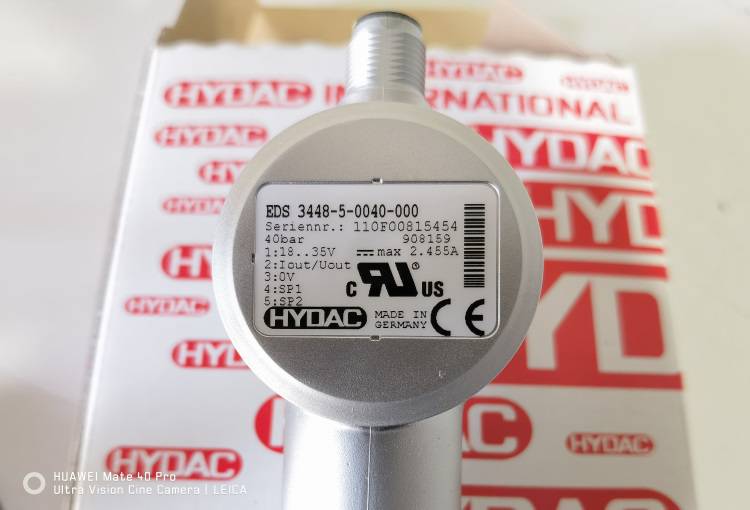 HYDAC INTERNATIONAL
HYDAC
HYDAC
HYDAC
HYDAC
HYDAC
EDS 3448-5-0040-000
Seriennr.: 110F00815454
40bar 908159
1:18..35V ⎓ max 2.455A
2:Iout/Uout
3:0V
4:SP1
5:SP2
c RU ® US
HYDAC MADE IN
GERMANY CE
HYDAC
HYDAC
HUAWEI Mate 40 Pro
Ultra Vision Cine Camera | LEICA